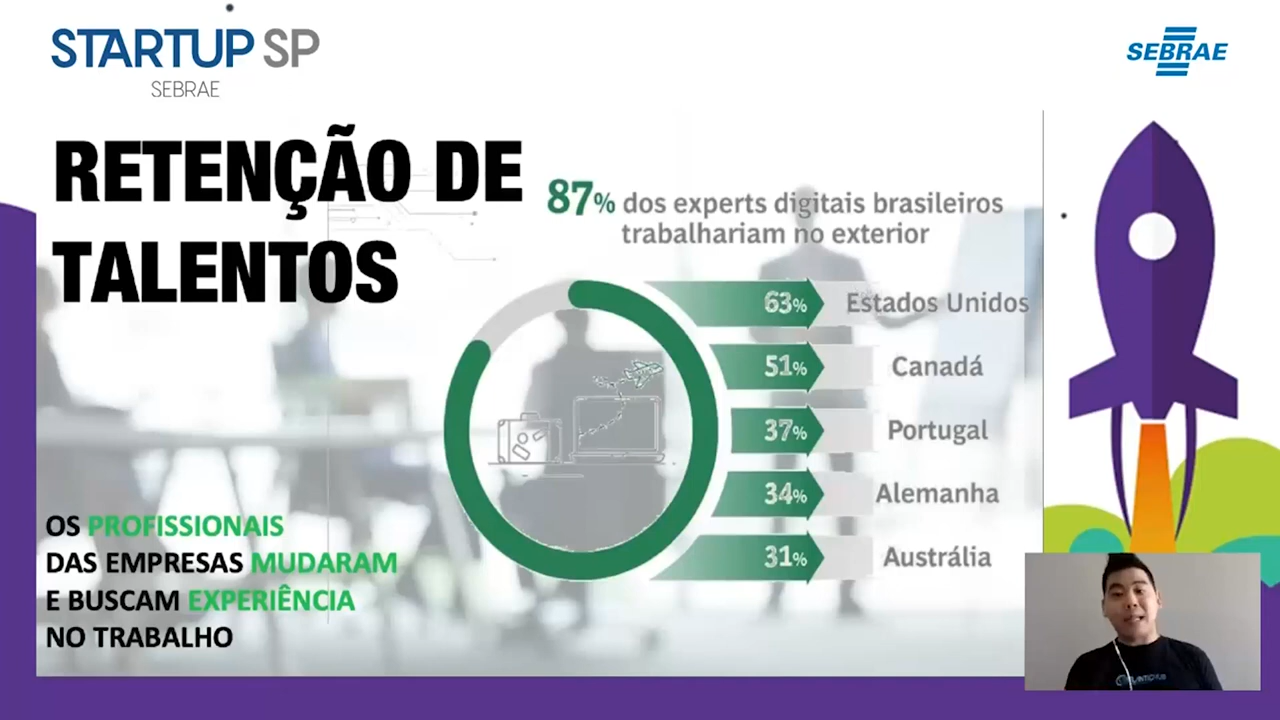 STARTUP SP
SEBRAE
SEBRAE
RETENÇÃO DE
TALENTOS
87% dos experts digitais brasileiros
trabalhariam no exterior
63% Estados Unidos
51% Canadá
37% Portugal
34% Alemanha
31% Austrália
OS PROFISSIONAIS
DAS EMPRESAS MUDARAM
E BUSCAM EXPERIÊNCIA
NO TRABALHO